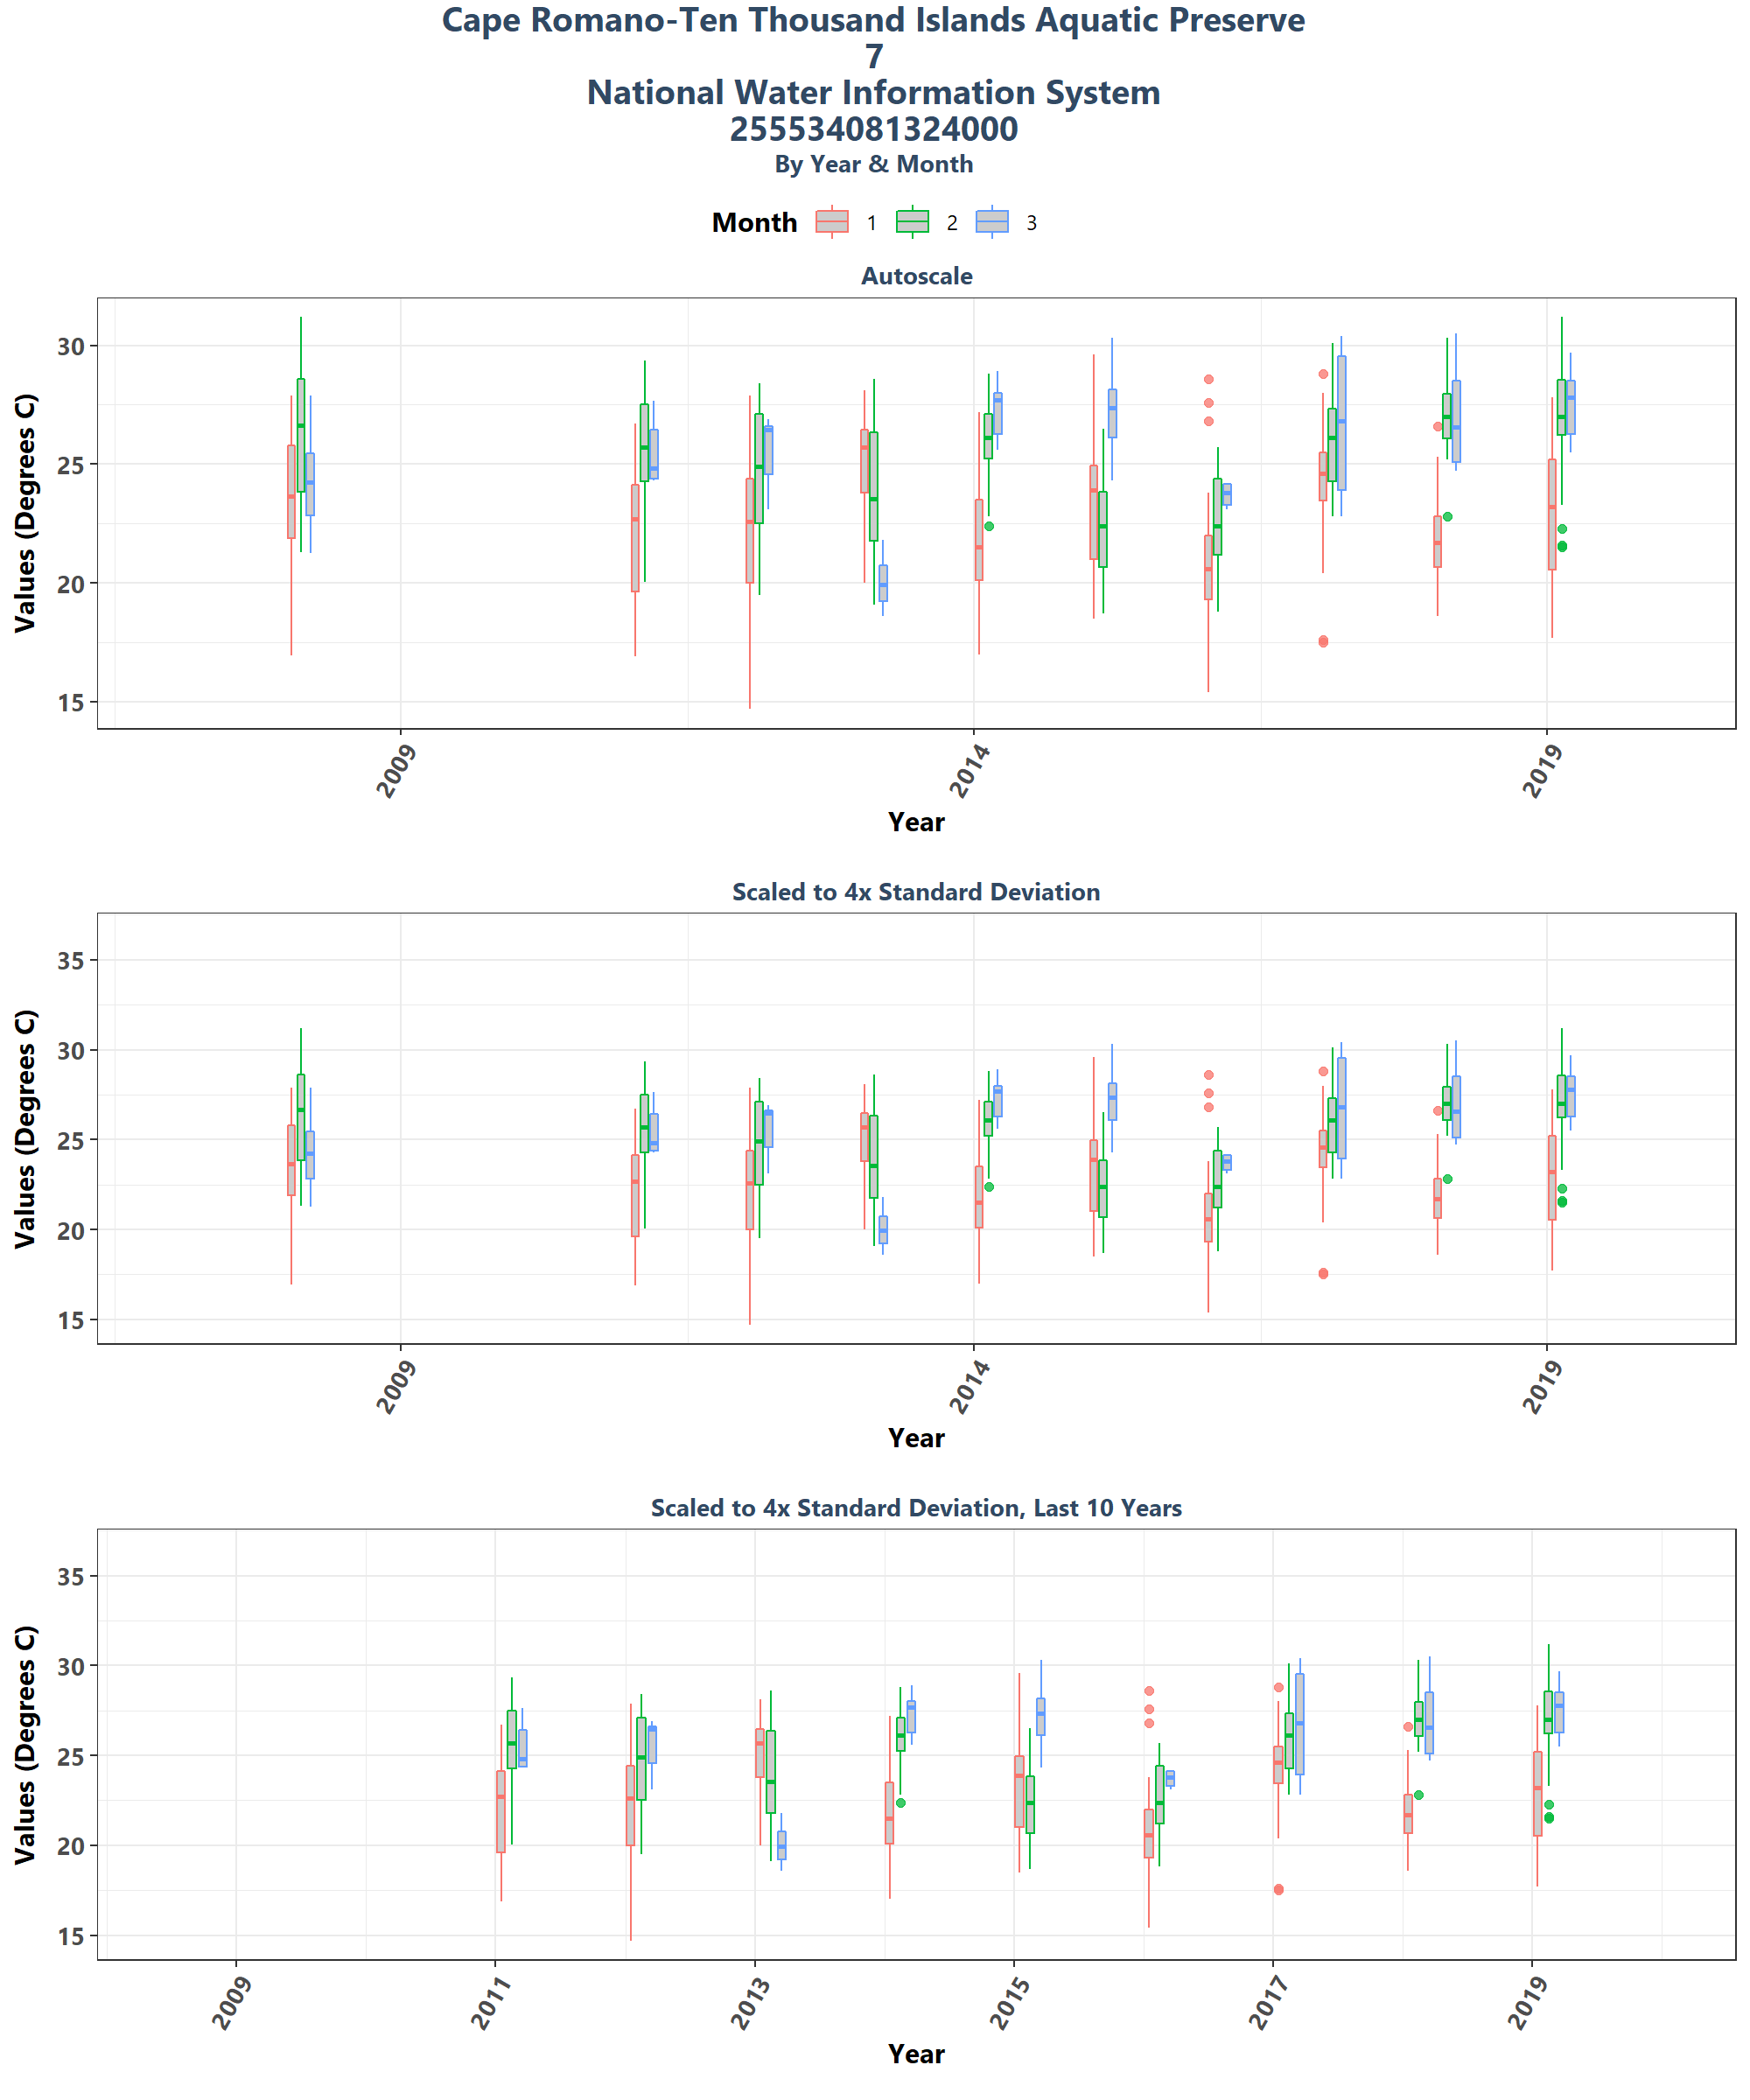 Cape Romano-Ten Thousand Islands Aquatic Preserve
7
National Water Information System
255534081324000
By Year & Month
Month 1 2 3
Autoscale
Values (Degrees C)
30
25
20
15
2009 2014 2019
Year
Scaled to 4x Standard Deviation
Values (Degrees C)
35
30
25
20
15
2009 2014 2019
Year
Scaled to 4x Standard Deviation, Last 10 Years
Values (Degrees C)
35
30
25
20
15
2009 2011 2013 2015 2017 2019
Year